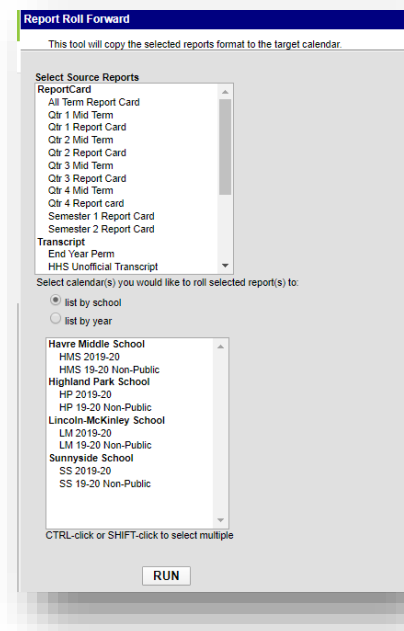 Report Roll Forward
This tool will copy the selected reports format to the target calendar.
Select Source Reports
ReportCard
All Term Report Card
Qtr 1 Mid Term
Qtr 1 Report Card
Qtr 2 Mid Term
Qtr 2 Report Card
Qtr 3 Mid Term
Qtr 3 Report Card
Qtr 4 Mid Term
Qtr 4 Report card
Semester 1 Report Card
Semester 2 Report Card
Transcript
End Year Perm
HHS Unofficial Transcript
Select calendar(s) you would like to roll selected report(s) to:
list by school
list by year
Havre Middle School
HMS 2019-20
HMS 19-20 Non-Public
Highland Park School
HP 2019-20
HP 19-20 Non-Public
Lincoln-McKinley School
LM 2019-20
LM 19-20 Non-Public
Sunnyside School
SS 2019-20
SS 19-20 Non-Public
CTRL-click or SHIFT-click to select multiple
RUN